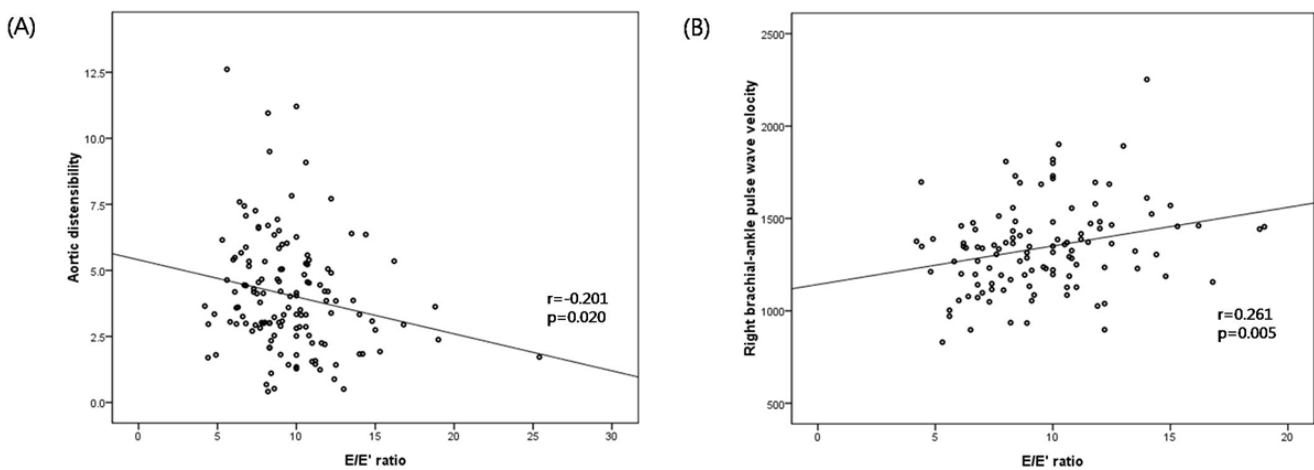 (A)
Aortic distensibility
12.5
10.0
7.5
5.0
2.5
0.0
r=-0.201
p=0.020
0 5 10 15 20 25 30
E/E' ratio
(B)
Right brachial-ankle pulse wave velocity
2500
2000
1500
1000
500
r=0.261
p=0.005
0 5 10 15 20
E/E' ratio